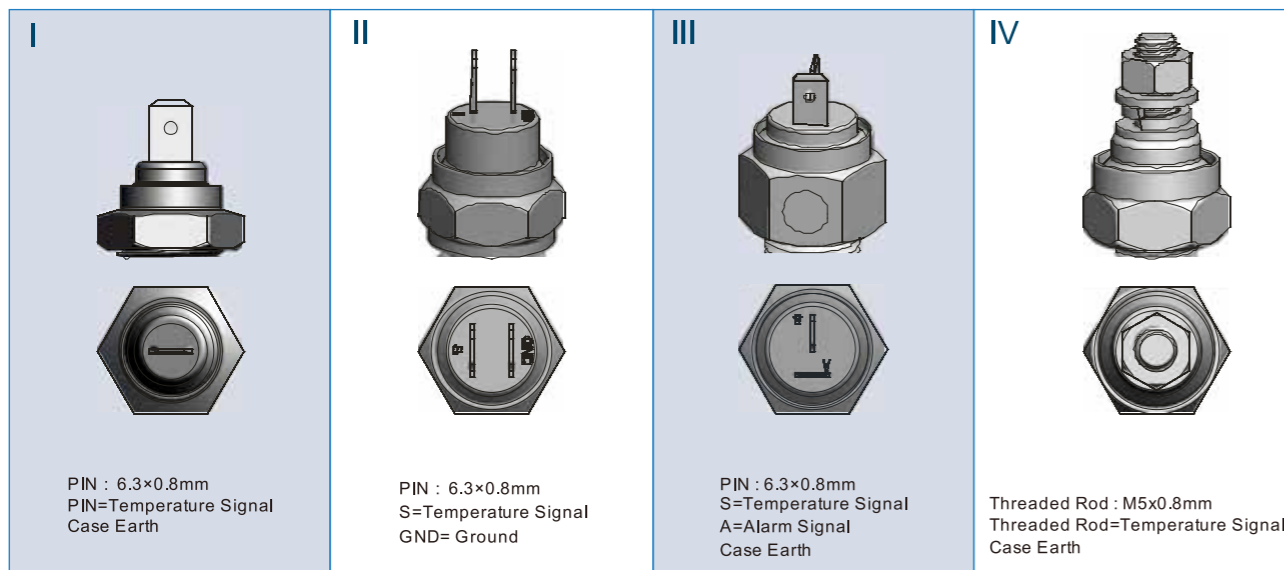 I
II
III
IV
GND
PIN : 6.3×0.8mm
PIN=Temperature Signal
Case Earth
PIN : 6.3×0.8mm
S=Temperature Signal
GND= Ground
PIN : 6.3×0.8mm
S=Temperature Signal
A=Alarm Signal
Case Earth
Threaded Rod : M5x0.8mm
Threaded Rod=Temperature Signal
Case Earth